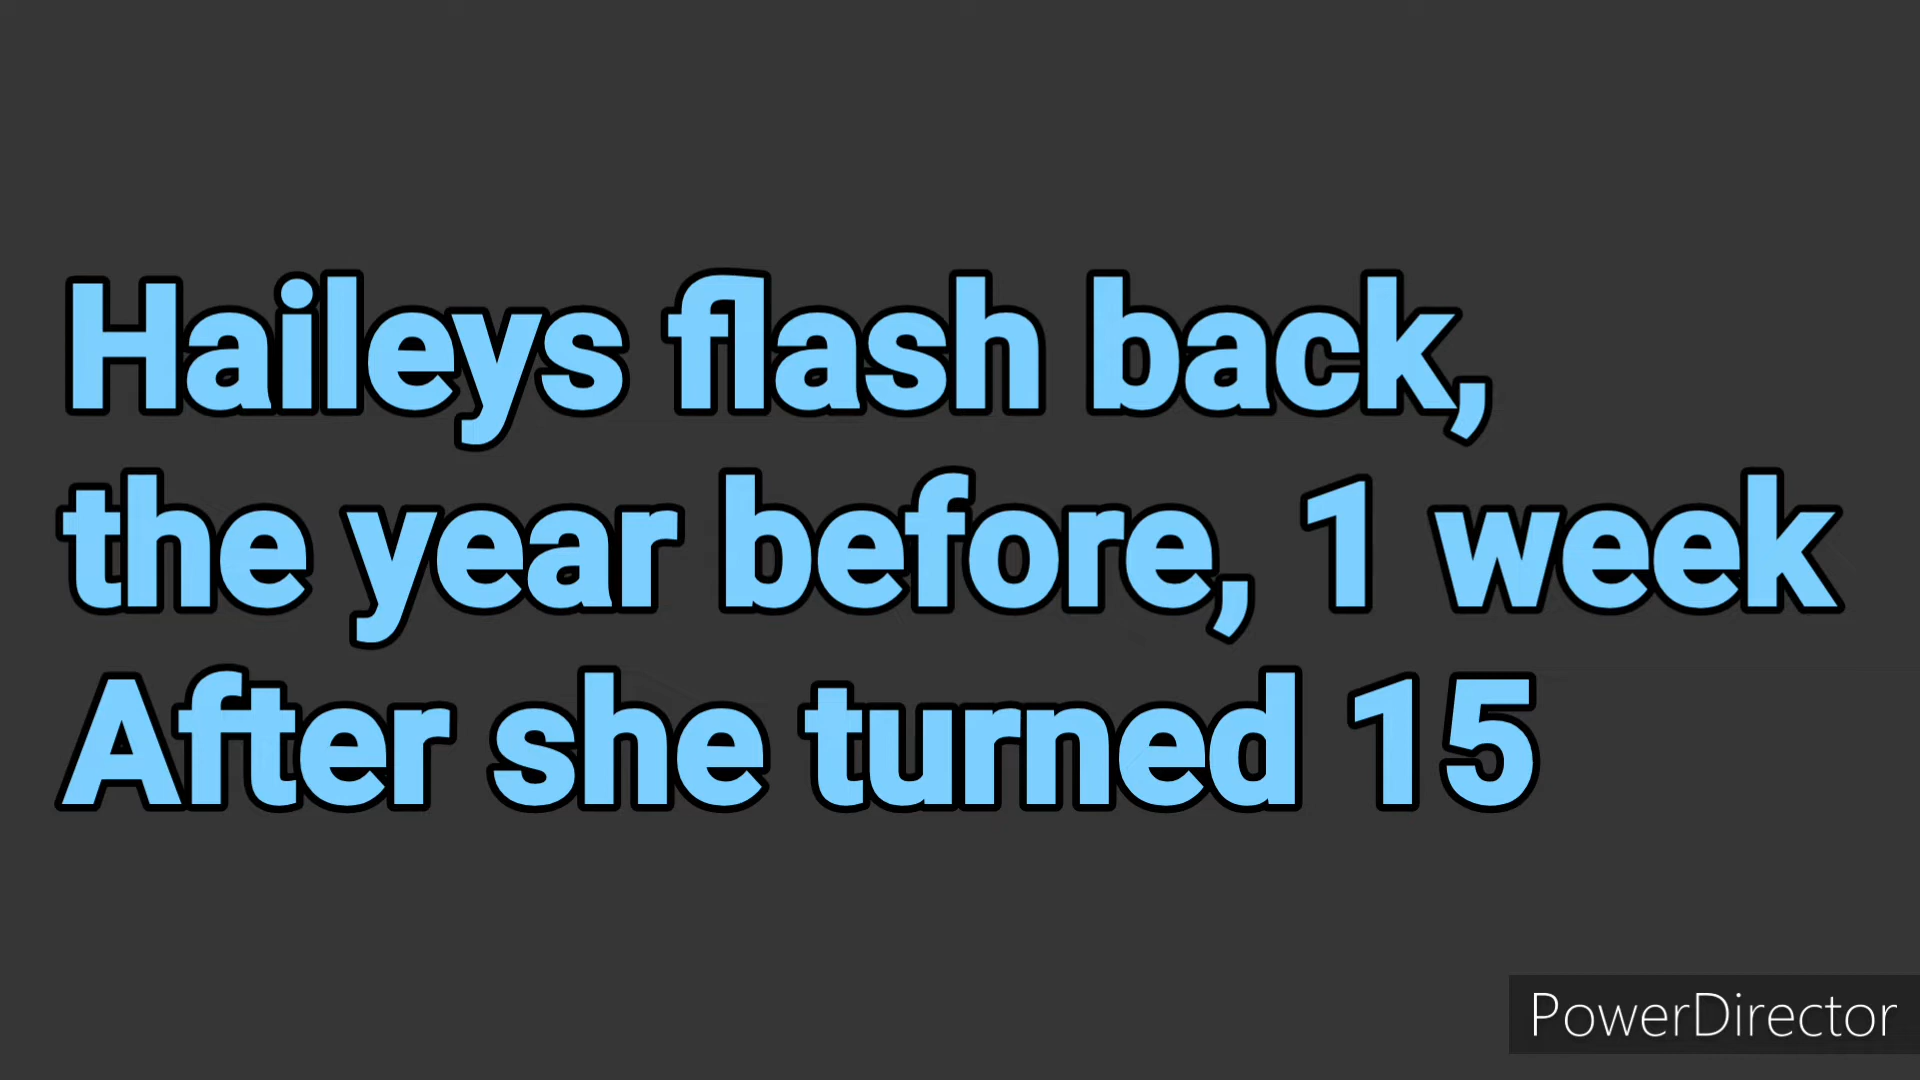 Haileys flash back,
the year before, 1 week
After she turned 15
PowerDirector